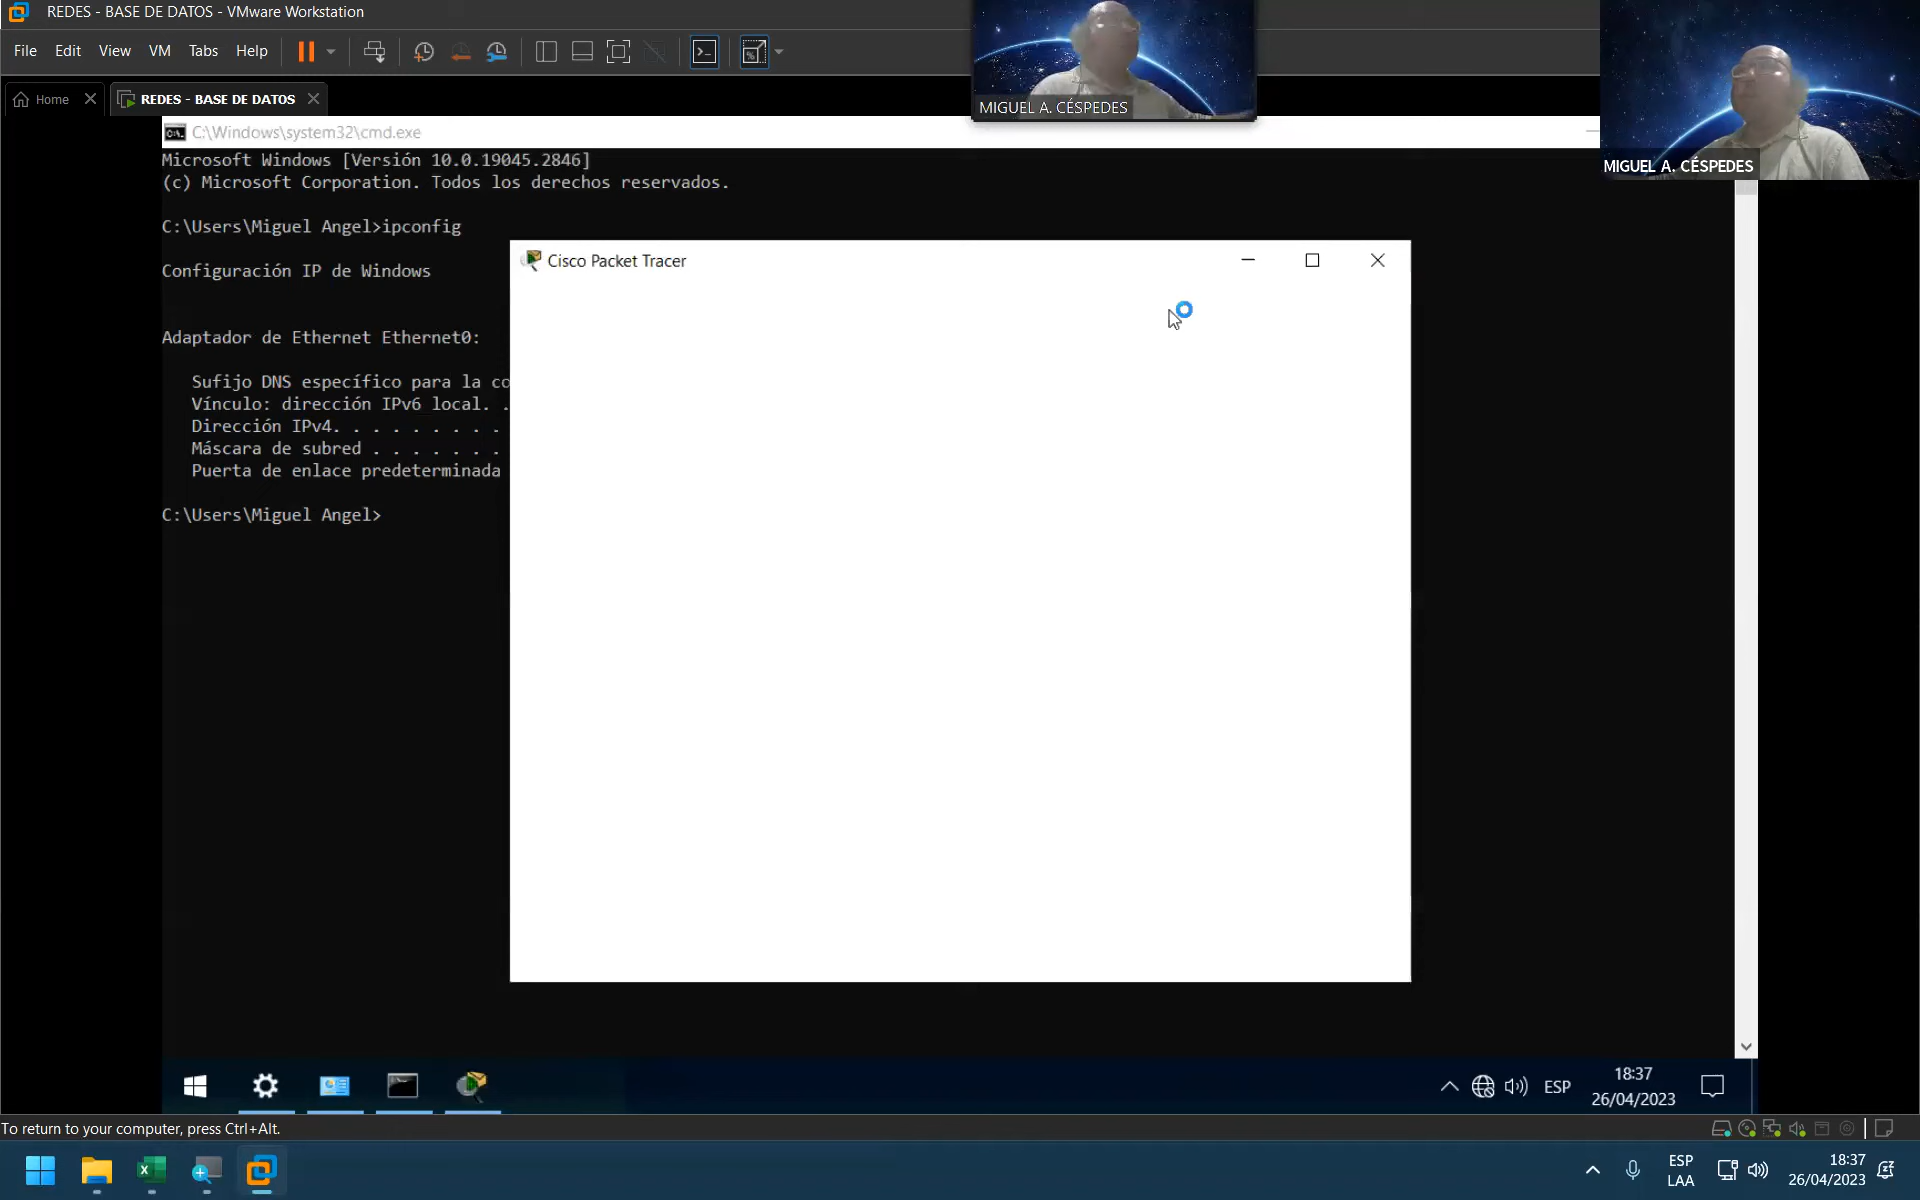 REDES - BASE DE DATOS - VMware Workstation
File Edit View VM Tabs Help
Home
REDES - BASE DE DATOS
MIGUEL A. CÉSPEDES
MIGUEL A. CÉSPEDES
C:\Windows\system32\cmd.exe
Microsoft Windows [Versión 10.0.19045.2846]
(c) Microsoft Corporation. Todos los derechos reservados.
C:\Users\Miguel Angel>ipconfig
Configuración IP de Windows
Adaptador de Ethernet Ethernet0:
Sufijo DNS específico para la co
Vínculo: dirección IPv6 local. .
Dirección IPv4. . . . . . . . .
Máscara de subred . . . . . . .
Puerta de enlace predeterminada
C:\Users\Miguel Angel>
Cisco Packet Tracer
ESP
18:37
26/04/2023
To return to your computer, press Ctrl+Alt.
ESP
LAA
18:37
26/04/2023